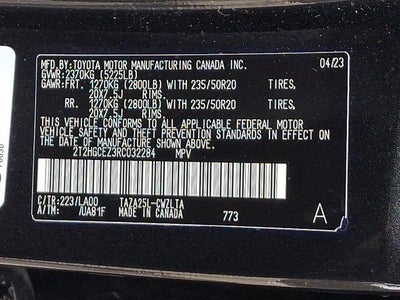 MFD.BY:TOYOTA MOTOR MANUFACTURING CANADA INC. 04/23
GVWR:2370KG (5225LB)
GAWR:FRT. 1270KG (2800LB) WITH 235/50R20 TIRES,
20X7.5J RIMS.
RR. 1270KG (2800LB) WITH 235/50R20 TIRES,
20X7.5J RIMS.
THIS VEHICLE CONFORMS TO ALL APPLICABLE FEDERAL MOTOR
VEHICLE SAFETY AND THEFT PREVENTION STANDARDS IN EFFECT ON
THE DATE OF MANUFACTURE SHOWN ABOVE.
2T2HGCEZ3RC032284 MPV
C/TR:223/LA00 TAZA25L-CWZLTA
A/TM: /UA81F MADE IN CANADA 773 A